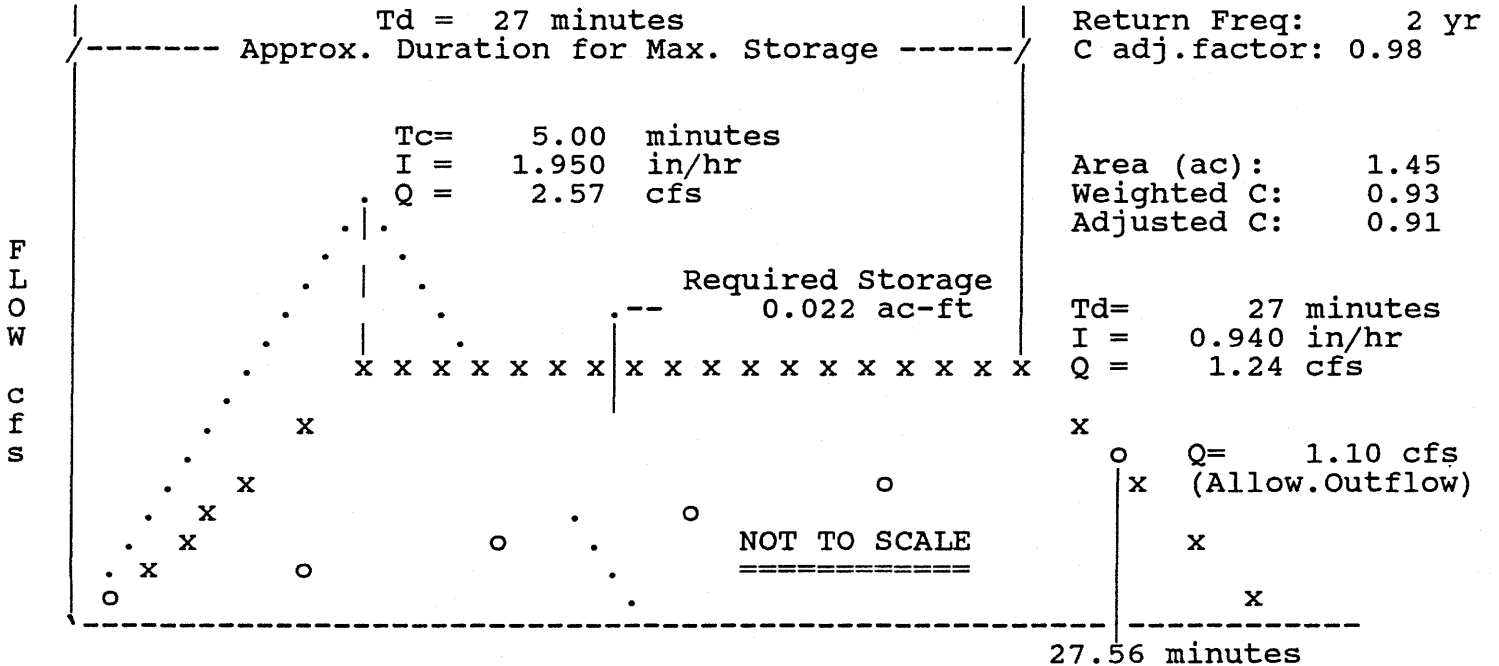 Td = 27 minutes
Return Freq: 2 yr
/------- Approx. Duration for Max. Storage ------/
C adj.factor: 0.98
Tc= 5.00 minutes
I = 1.950 in/hr
Q = 2.57 cfs
Area (ac): 1.45
Weighted C: 0.93
Adjusted C: 0.91
FLOW cfs
Required Storage
0.022 ac-ft
Td= 27 minutes
I = 0.940 in/hr
x x x x x x x x x x x x x x x x x x Q = 1.24 cfs
x x
o Q= 1.10 cfs
x o x (Allow.Outflow)
x o
x o NOT TO SCALE x
============
x o
o x
27.56 minutes